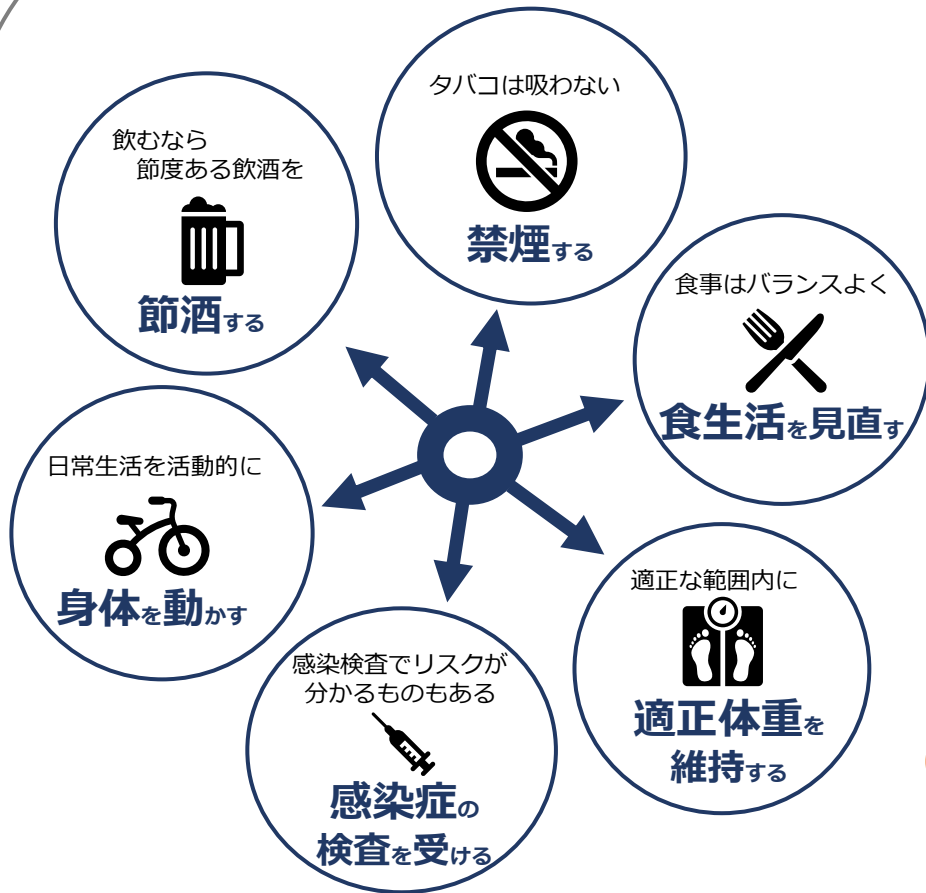 タバコは吸わない
禁煙する
食事はバランスよく
食生活を見直す
適正な範囲内に
適正体重を
維持する
感染検査でリスクが
分かるものもある
感染症の
検査を受ける
日常生活を活動的に
身体を動かす
飲むなら
節度ある飲酒を
節酒する